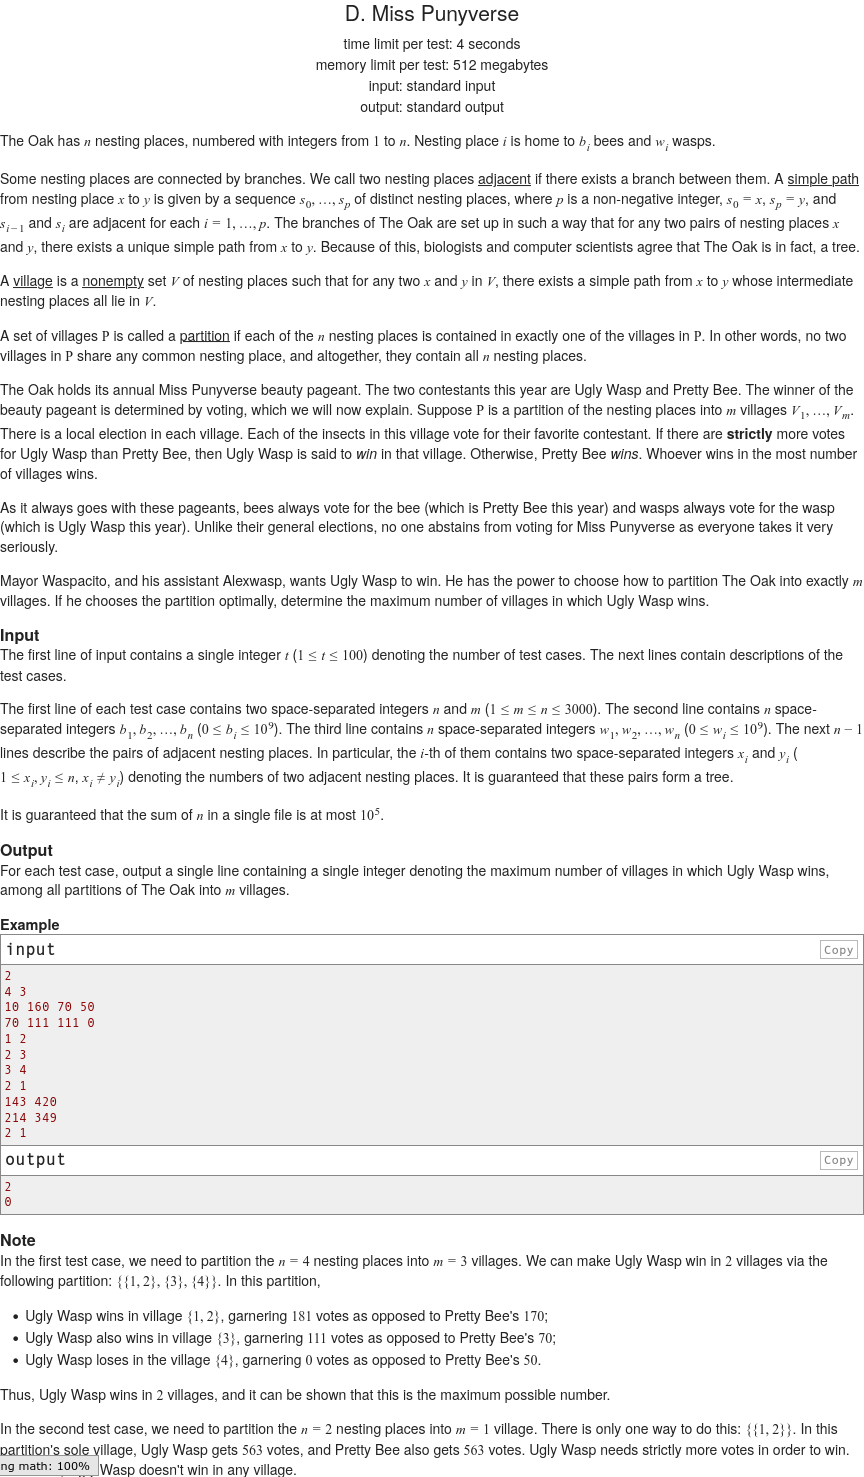 D. Miss Punyverse
time limit per test: 4 seconds
memory limit per test: 512 megabytes
input: standard input
output: standard output
The Oak has n nesting places, numbered with integers from 1 to n. Nesting place i is home to b_i bees and w_i wasps.
Some nesting places are connected by branches. We call two nesting places adjacent if there exists a branch between them. A simple path
from nesting place x to y is given by a sequence s_0, …, s_p of distinct nesting places, where p is a non-negative integer, s_0 = x, s_p = y, and
s_{i−1} and s_i are adjacent for each i = 1, …, p. The branches of The Oak are set up in such a way that for any two pairs of nesting places x
and y, there exists a unique simple path from x to y. Because of this, biologists and computer scientists agree that The Oak is in fact, a tree.
A village is a nonempty set V of nesting places such that for any two x and y in V, there exists a simple path from x to y whose intermediate
nesting places all lie in V.
A set of villages P is called a partition if each of the n nesting places is contained in exactly one of the villages in P. In other words, no two
villages in P share any common nesting place, and altogether, they contain all n nesting places.
The Oak holds its annual Miss Punyverse beauty pageant. The two contestants this year are Ugly Wasp and Pretty Bee. The winner of the
beauty pageant is determined by voting, which we will now explain. Suppose P is a partition of the nesting places into m villages V_1, …, V_m.
There is a local election in each village. Each of the insects in this village vote for their favorite contestant. If there are strictly more votes
for Ugly Wasp than Pretty Bee, then Ugly Wasp is said to win in that village. Otherwise, Pretty Bee wins. Whoever wins in the most number
of villages wins.
As it always goes with these pageants, bees always vote for the bee (which is Pretty Bee this year) and wasps always vote for the wasp
(which is Ugly Wasp this year). Unlike their general elections, no one abstains from voting for Miss Punyverse as everyone takes it very
seriously.
Mayor Waspacito, and his assistant Alexwasp, wants Ugly Wasp to win. He has the power to choose how to partition The Oak into exactly m
villages. If he chooses the partition optimally, determine the maximum number of villages in which Ugly Wasp wins.
Input
The first line of input contains a single integer t (1 ≤ t ≤ 100) denoting the number of test cases. The next lines contain descriptions of the
test cases.
The first line of each test case contains two space-separated integers n and m (1 ≤ m ≤ n ≤ 3000). The second line contains n space-
separated integers b_1, b_2, …, b_n (0 ≤ b_i ≤ 10^9). The third line contains n space-separated integers w_1, w_2, …, w_n (0 ≤ w_i ≤ 10^9). The next n − 1
lines describe the pairs of adjacent nesting places. In particular, the i-th of them contains two space-separated integers x_i and y_i (
1 ≤ x_i, y_i ≤ n, x_i ≠ y_i) denoting the numbers of two adjacent nesting places. It is guaranteed that these pairs form a tree.
It is guaranteed that the sum of n in a single file is at most 10^5.
Output
For each test case, output a single line containing a single integer denoting the maximum number of villages in which Ugly Wasp wins,
among all partitions of The Oak into m villages.
Example
input
Copy
2
4 3
10 160 70 50
70 111 111 0
1 2
2 3
3 4
2 1
143 420
214 349
2 1
output
Copy
2
0
Note
In the first test case, we need to partition the n = 4 nesting places into m = 3 villages. We can make Ugly Wasp win in 2 villages via the
following partition: {{1, 2}, {3}, {4}}. In this partition,
• Ugly Wasp wins in village {1, 2}, garnering 181 votes as opposed to Pretty Bee's 170;
• Ugly Wasp also wins in village {3}, garnering 111 votes as opposed to Pretty Bee's 70;
• Ugly Wasp loses in the village {4}, garnering 0 votes as opposed to Pretty Bee's 50.
Thus, Ugly Wasp wins in 2 villages, and it can be shown that this is the maximum possible number.
In the second test case, we need to partition the n = 2 nesting places into m = 1 village. There is only one way to do this: {{1, 2}}. In this
partition's sole village, Ugly Wasp gets 563 votes, and Pretty Bee also gets 563 votes. Ugly Wasp needs strictly more votes in order to win.
ng math: 100%
Wasp doesn't win in any village.